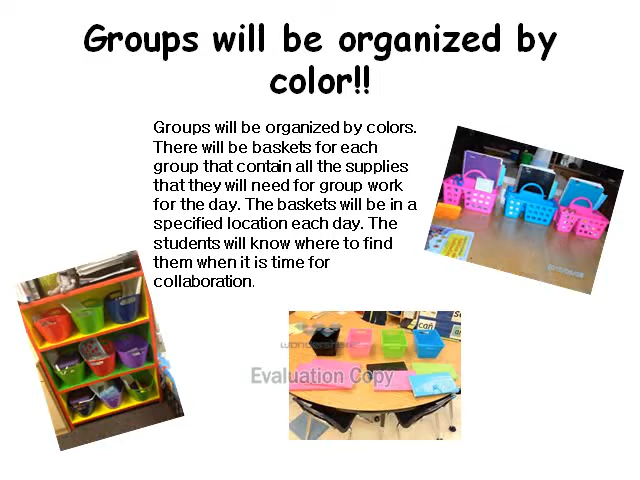 Groups will be organized by
color!!
Groups will be organized by colors.
There will be baskets for each
group that contain all the supplies
that they will need for group work
for the day. The baskets will be in a
specified location each day. The
students will know where to find
them when it is time for
collaboration.
can
Evaluation Copy